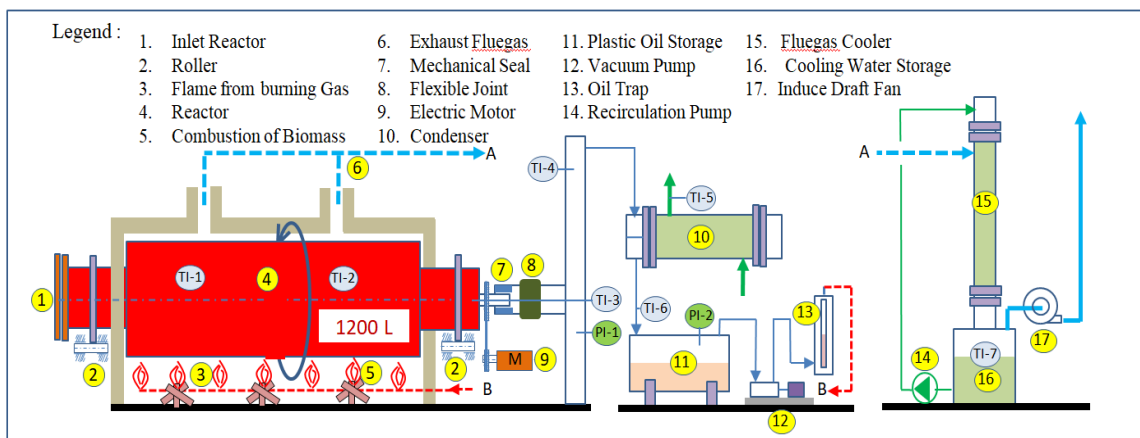 Legend :
1. Inlet Reactor
2. Roller
3. Flame from burning Gas
4. Reactor
5. Combustion of Biomass
6. Exhaust Fluegas
7. Mechanical Seal
8. Flexible Joint
9. Electric Motor
10. Condenser
11. Plastic Oil Storage
12. Vacuum Pump
13. Oil Trap
14. Recirculation Pump
15. Fluegas Cooler
16. Cooling Water Storage
17. Induce Draft Fan
A
6
TI-4
A
TI-5
15
10
TI-1
4
TI-2
7
8
1
TI-3
TI-6
PI-2
13
17
1200 L
PI-1
2
3
5
2
M
9
11
B
B
12
14
TI-7
16